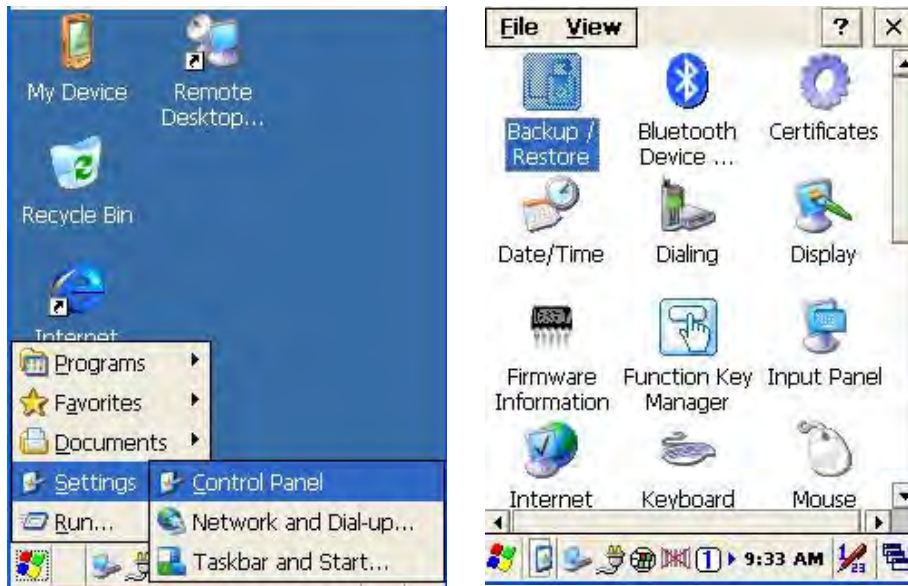 My Device
Remote
Desktop...
Recycle Bin
Internet
Programs
Favorites
Documents
Settings
Run...
Control Panel
Network and Dial-up...
Taskbar and Start...
File View ? ×
Backup /
Restore
Bluetooth
Device ...
Certificates
Date/Time
Dialing
Display
Firmware
Information
Function Key
Manager
Input Panel
Internet
Keyboard
Mouse
1 9:33 AM 23